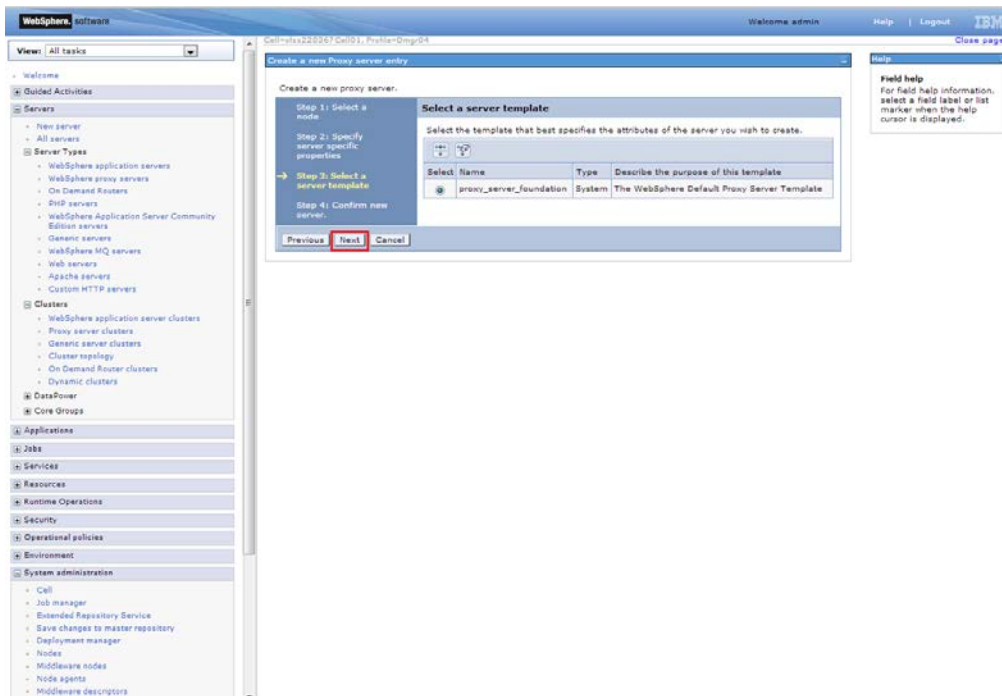 WebSphere. software
Welcome admin
Help | Logout
IBM
View: All tasks
Welcome
Guided Activities
Servers
New server
All servers
Server Types
WebSphere application servers
WebSphere proxy servers
On Demand Routers
PHP servers
WebSphere Application Server Community
Edition servers
Generic servers
WebSphere MQ servers
Web servers
Apache servers
Custom HTTP servers
Clusters
WebSphere application server clusters
Proxy server clusters
Generic server clusters
Cluster topology
On Demand Router clusters
Dynamic clusters
DataPower
Core Groups
Applications
Jobs
Services
Resources
Runtime Operations
Security
Operational policies
Environment
System administration
Cell
Job manager
Extended Repository Service
Save changes to master repository
Deployment manager
Nodes
Middleware nodes
Node agents
Middleware descriptors
Profile=Dmgr04
Close page
Create a new Proxy server entry
Create a new proxy server.
Step 1: Select a
node
Step 2: Specify
server specific
properties
Step 3: Select a
server template
Step 4: Confirm new
server.
Select a server template
Select the template that best specifies the attributes of the server you wish to create.
Select Name Type Describe the purpose of this template
proxy_server_foundation System The WebSphere Default Proxy Server Template
Previous Next Cancel
Help
Field help
For field help information,
select a field label or list
marker when the help
cursor is displayed.